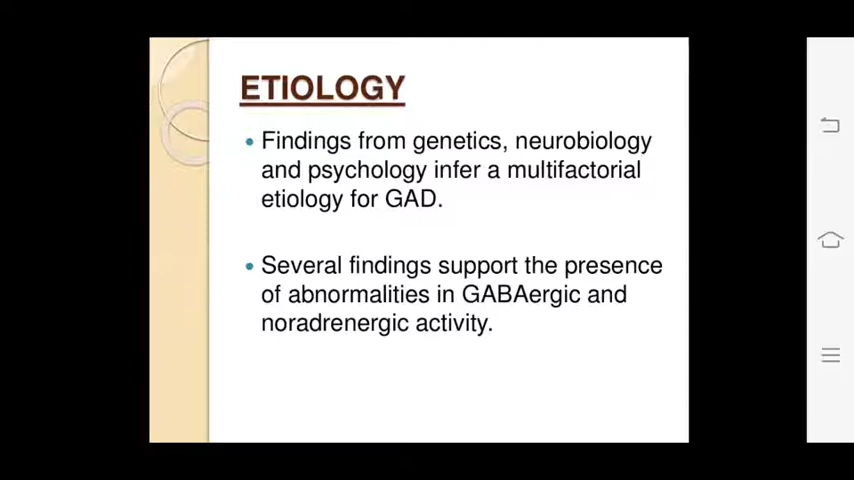 ETIOLOGY
Findings from genetics, neurobiology
and psychology infer a multifactorial
etiology for GAD.
Several findings support the presence
of abnormalities in GABAergic and
noradrenergic activity.